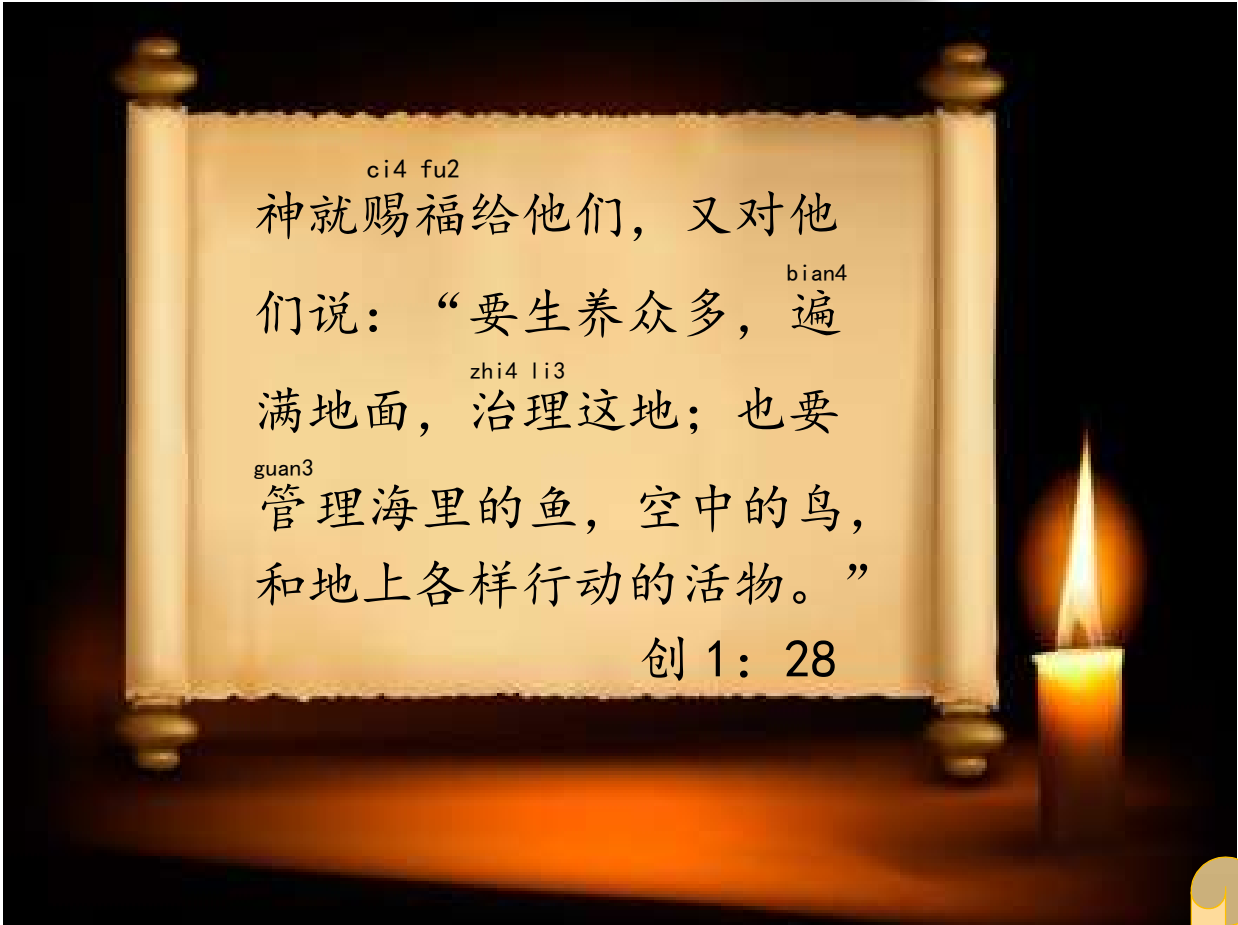 ci4 fu2
神就赐福给他们，又对他
bian4
们说：“要生养众多，遍
zhi4 li3
满地面，治理这地；也要
guan3
管理海里的鱼，空中的鸟，
和地上各样行动的活物。”
创 1：28